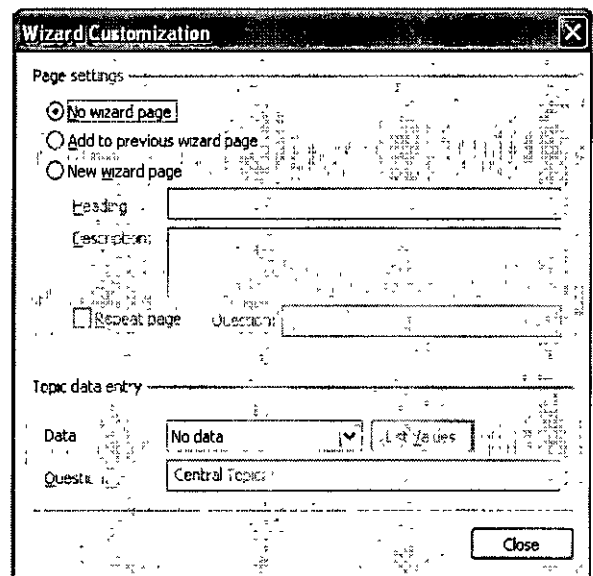 Wizard Customization
Page settings
No wizard page
Add to previous wizard page
New wizard page
Heading
Description:
Repeat page Question:
Topic data entry
Data No data List Values
Central Topic
Close